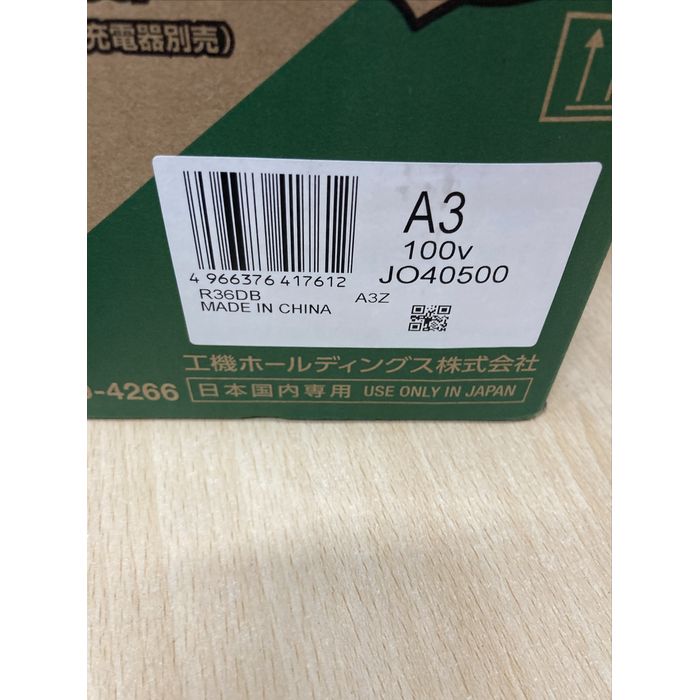 充電器別売)
A3
100v
4 966376 417612
JO40500
R36DB A3Z
MADE IN CHINA
工機ホールディングス株式会社
-4266
日本国内専用 USE ONLY IN JAPAN